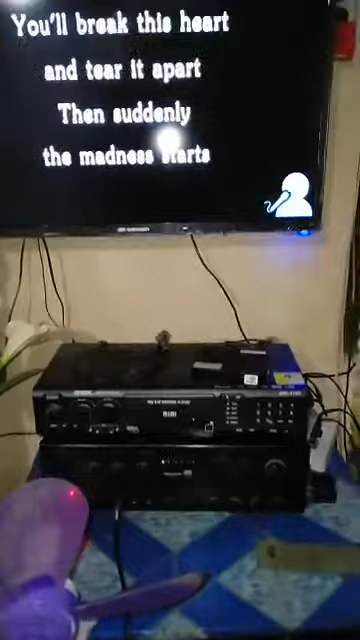 You'll break this heart
and tear it apart
Then suddenly
the madness starts